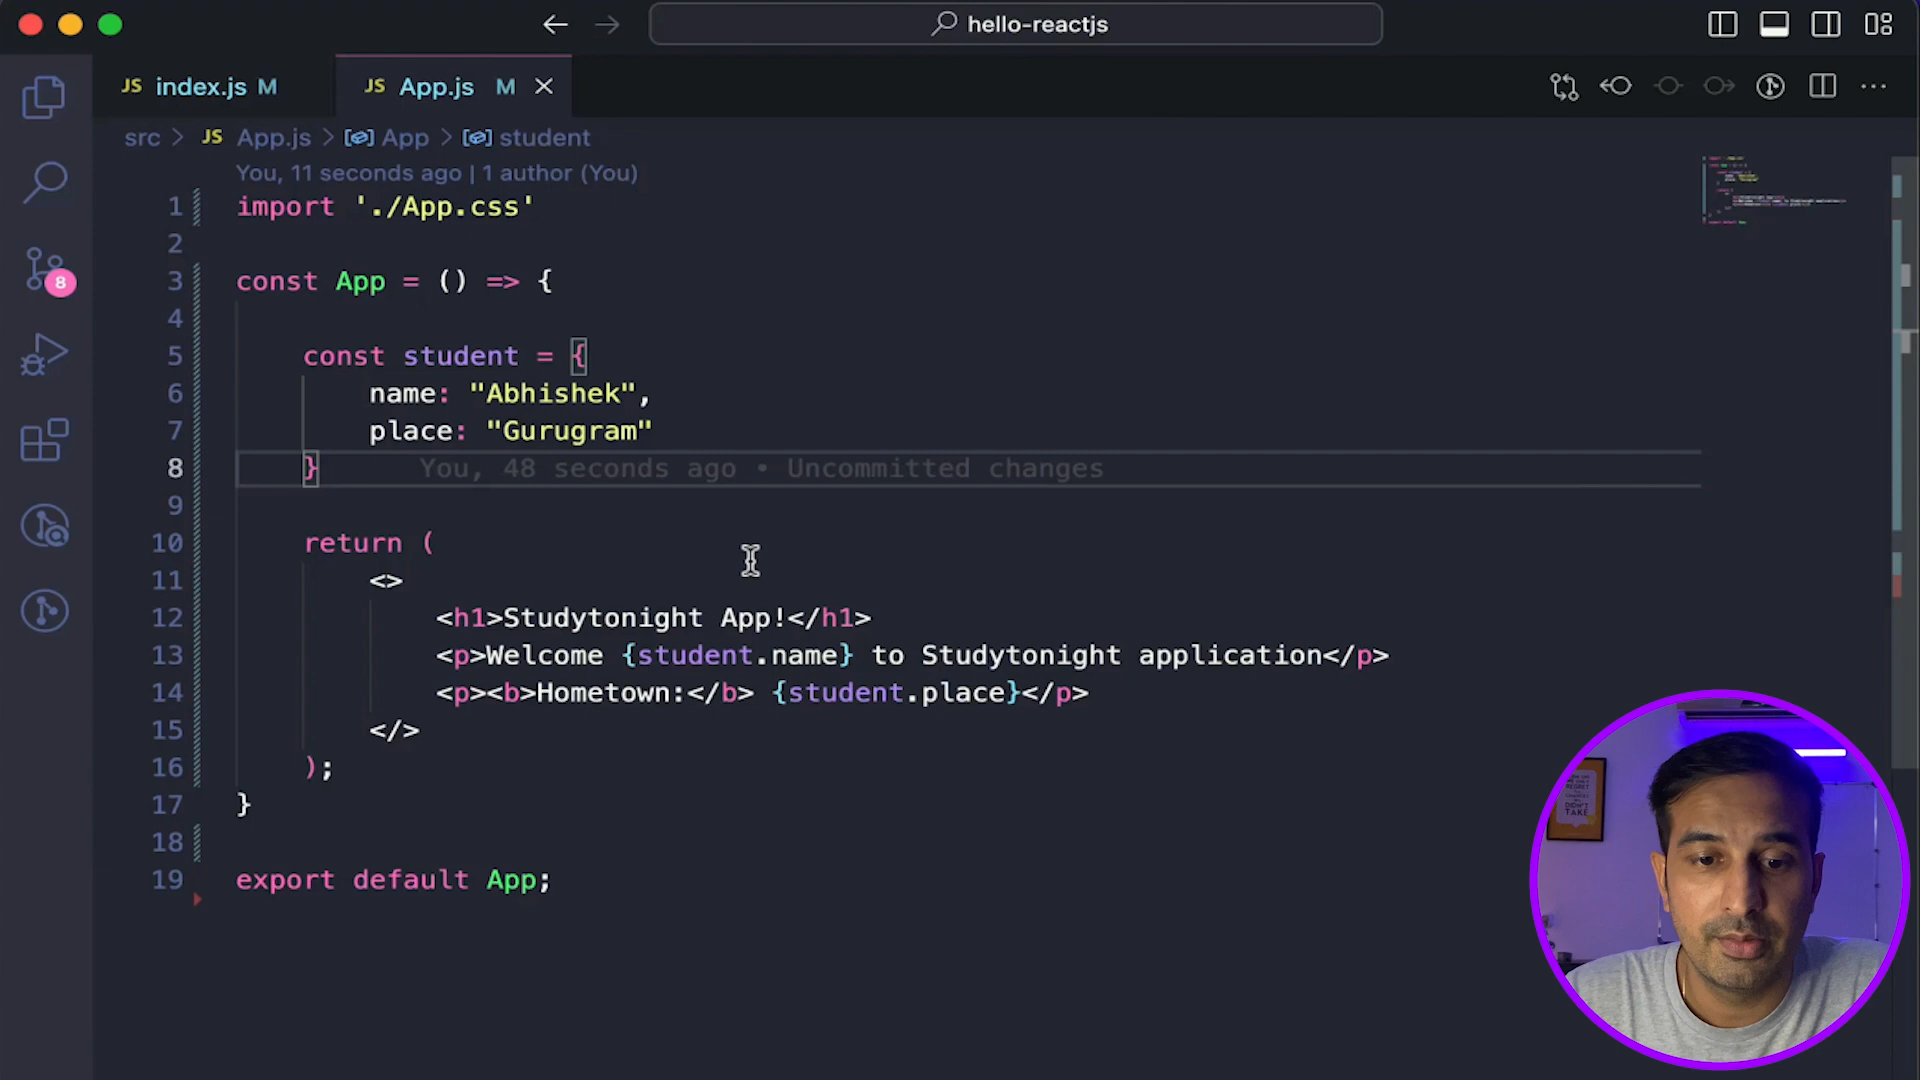 hello-reactjs
JS index.js M
JS App.js M
src > JS App.js > App > student
You, 11 seconds ago | 1 author (You)
1 import './App.css'
2
3 const App = () => {
4
5 const student = {
6 name: "Abhishek",
7 place: "Gurugram"
8 } You, 48 seconds ago • Uncommitted changes
9
10 return (
11 <>
12 <h1>Studytonight App!</h1>
13 <p>Welcome {student.name} to Studytonight application</p>
14 <p><b>Hometown:</b> {student.place}</p>
15 </>
16 );
17 }
18
19 export default App;
8
REGRET
DIDN'T
TAKE